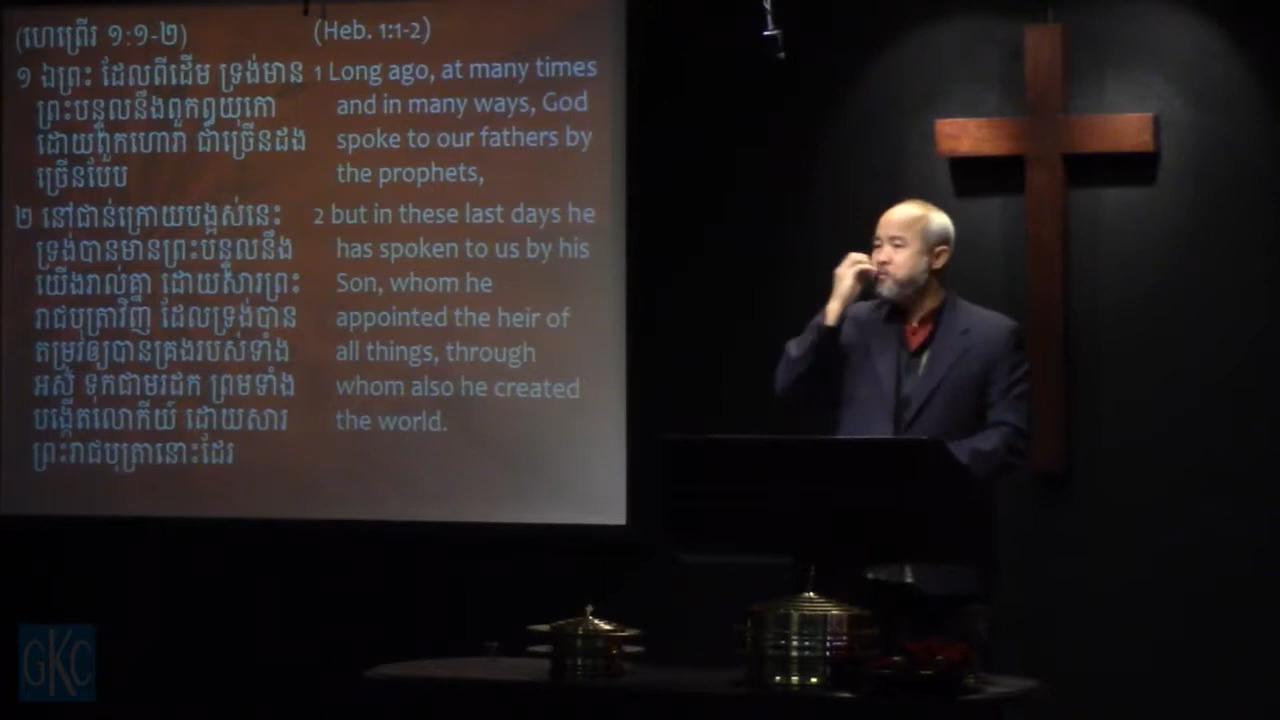 (ហេព្រើរ ១:១-២)
១ ឯព្រះ ដែលពីដើម ទ្រង់មាន
ព្រះបន្ទូលនឹងពួកឰយុកោ
ដោយពួកហោរា ជាច្រើនដង
ច្រើនបែប
២ នៅជាន់ក្រោយបង្អស់នេះ
ទ្រង់បានមានព្រះបន្ទូលនឹង
យើងរាល់គ្នា ដោយសារព្រះ
រាជបុត្រាវិញ ដែលទ្រង់បាន
តម្រូវឲ្យបានគ្រងរបស់ទាំង
អស់ ទុកជាមរដក ព្រមទាំង
បង្កើតលោកីយ៍ ដោយសារ
ព្រះរាជបុត្រានោះដែរ
(Heb. 1:1-2)
1 Long ago, at many times
and in many ways, God
spoke to our fathers by
the prophets,
2 but in these last days he
has spoken to us by his
Son, whom he
appointed the heir of
all things, through
whom also he created
the world.
GKC